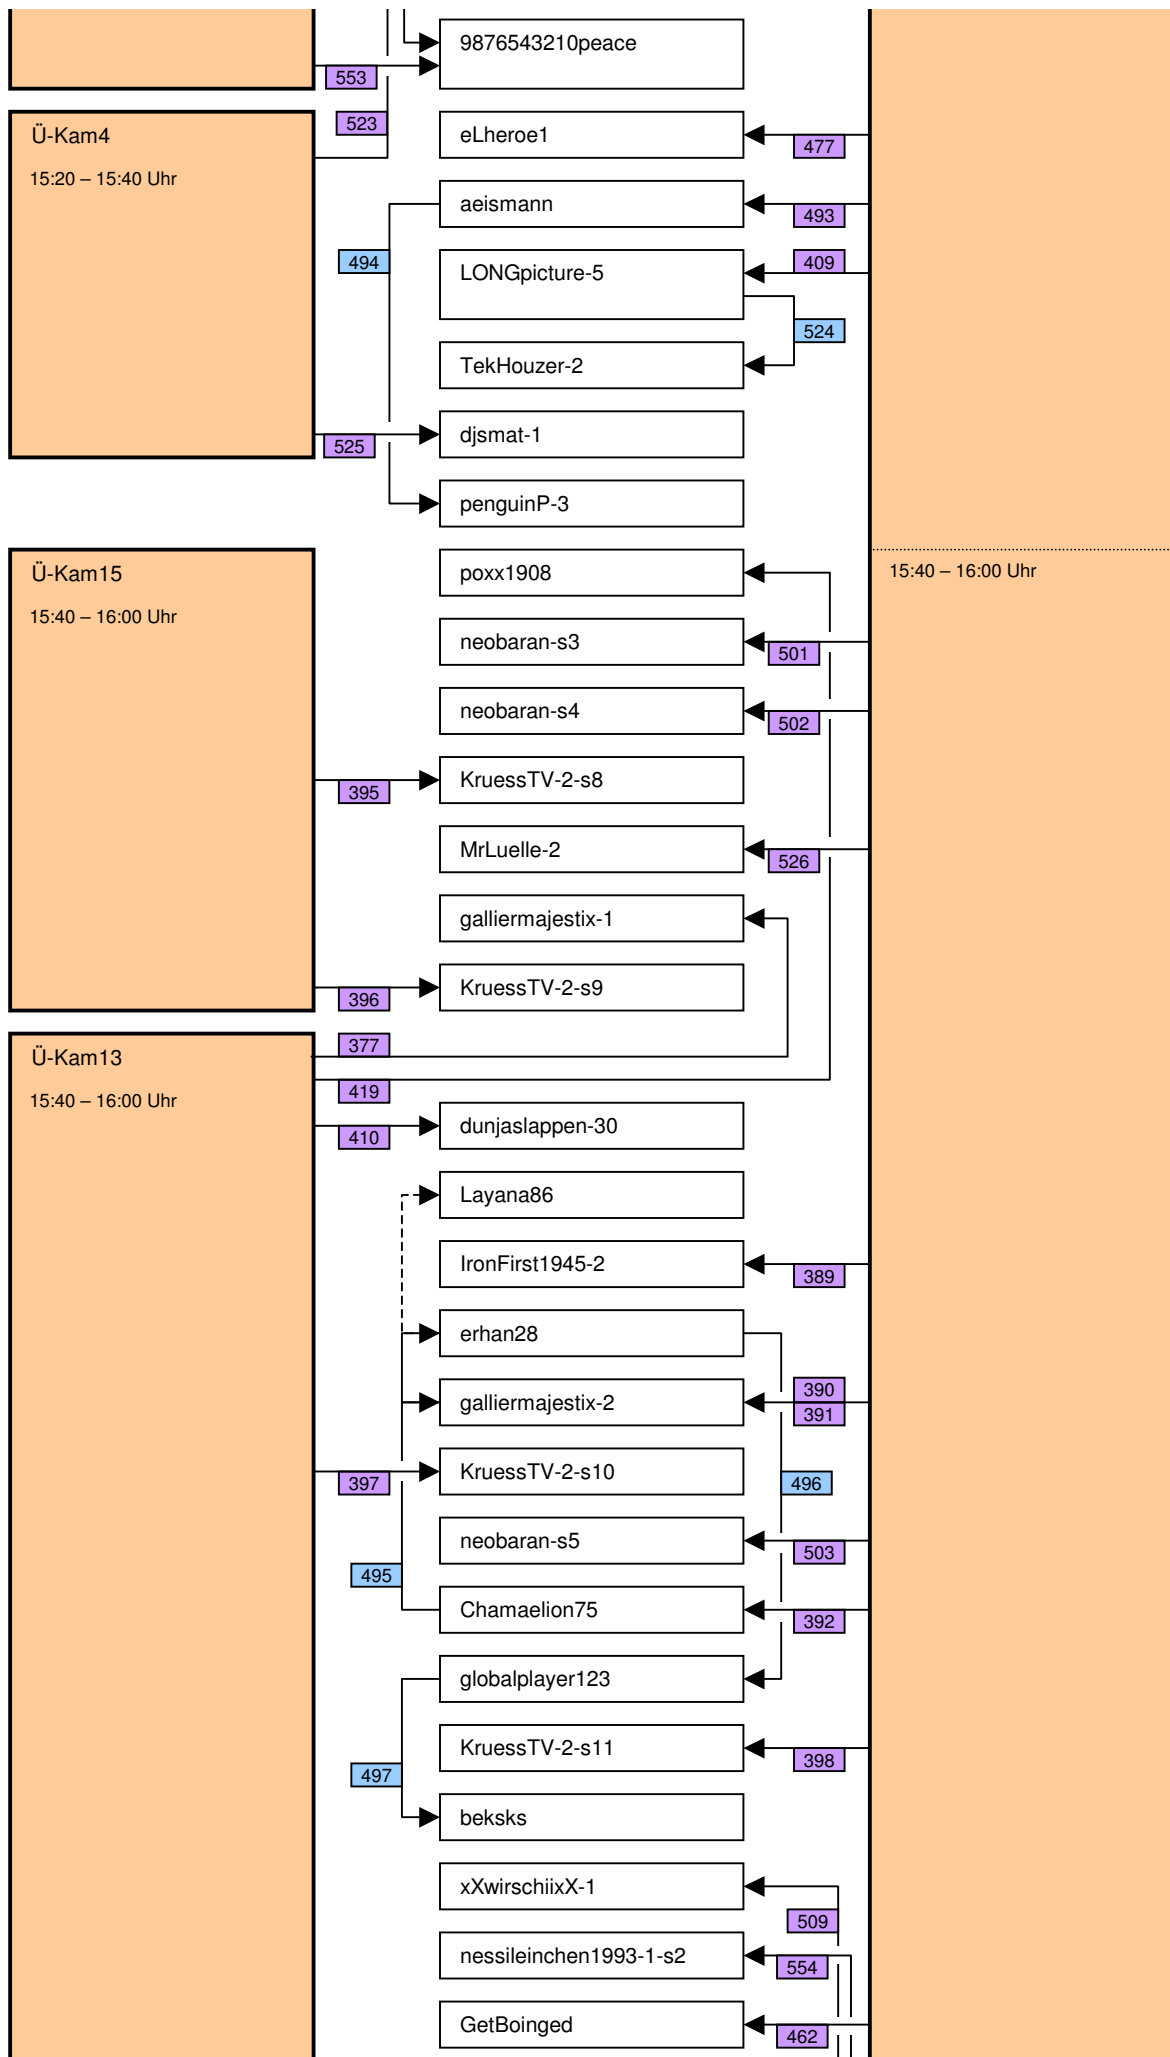 9876543210peace
553
523
Ü-Kam4
eLheroe1
477
15:20 – 15:40 Uhr
aeismann
493
494
409
LONGpicture-5
524
TekHouzer-2
djsmat-1
525
penguinP-3
Ü-Kam15
poxx1908
15:40 – 16:00 Uhr
15:40 – 16:00 Uhr
neobaran-s3
501
neobaran-s4
502
KruessTV-2-s8
395
MrLuelle-2
526
galliermajestix-1
KruessTV-2-s9
396
377
Ü-Kam13
419
15:40 – 16:00 Uhr
dunjaslappen-30
410
Layana86
IronFirst1945-2
389
erhan28
390
galliermajestix-2
391
KruessTV-2-s10
397
496
neobaran-s5
503
495
Chamaelion75
392
globalplayer123
KruessTV-2-s11
398
497
beksks
xXwirschiixX-1
509
nessileinchen1993-1-s2
554
GetBoinged
462